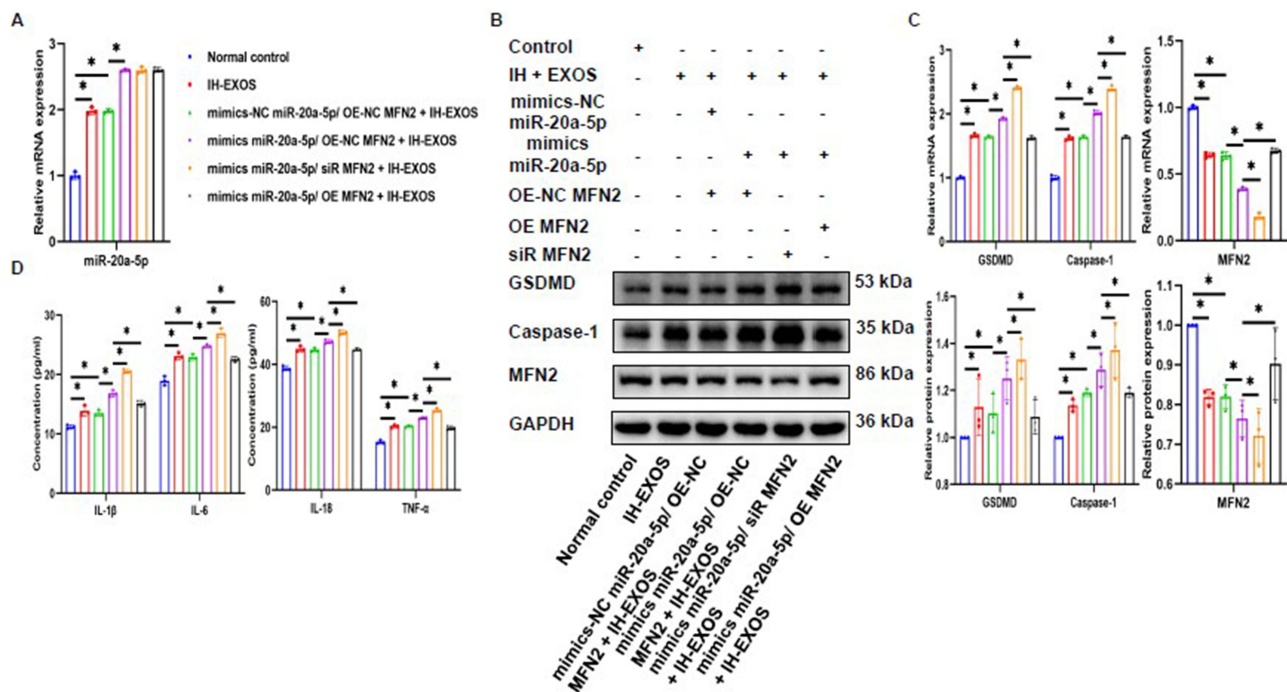 A
Relative mRNA expression
3
2
1
0
miR-20a-5p
Normal control
IH-EXOS
mimics-NC miR-20a-5p/ OE-NC MFN2 + IH-EXOS
mimics miR-20a-5p/ OE-NC MFN2 + IH-EXOS
mimics miR-20a-5p/ siR MFN2 + IH-EXOS
mimics miR-20a-5p/ OE MFN2 + IH-EXOS
*
*
*
B
Control + - - - - -
IH + EXOS - + + + + +
mimics-NC
miR-20a-5p - - + - - -
mimics
miR-20a-5p - - - + + +
OE-NC MFN2 - - + + - -
OE MFN2 - - - - - +
siR MFN2 - - - - + -
GSDMD 53 kDa
Caspase-1 35 kDa
MFN2 86 kDa
GAPDH 36 kDa
Normal control
IH-EXOS
mimics-NC miR-20a-5p/ OE-NC
MFN2 + IH-EXOS
mimics miR-20a-5p/ OE-NC
MFN2 + IH-EXOS
mimics miR-20a-5p/ siR MFN2
+ IH-EXOS
mimics miR-20a-5p/ OE MFN2
+ IH-EXOS
C
Relative mRNA expression
3
2
1
0
GSDMD Caspase-1
* * * * *
* * * * *
Relative mRNA expression
1.5
1.0
0.5
0.0
MFN2
* * * * *
Relative protein expression
1.6
1.4
1.2
1.0
0.8
GSDMD Caspase-1
* * * * *
* * * * *
Relative protein expression
1.1
1.0
0.9
0.8
0.7
0.6
MFN2
* * * * *
D
Concentration (pg/ml)
30
20
10
0
IL-1β IL-6
* * * * *
* * * * *
Concentration (pg/ml)
60
40
20
0
IL-18 TNF-α
* * * * *
* * * * *